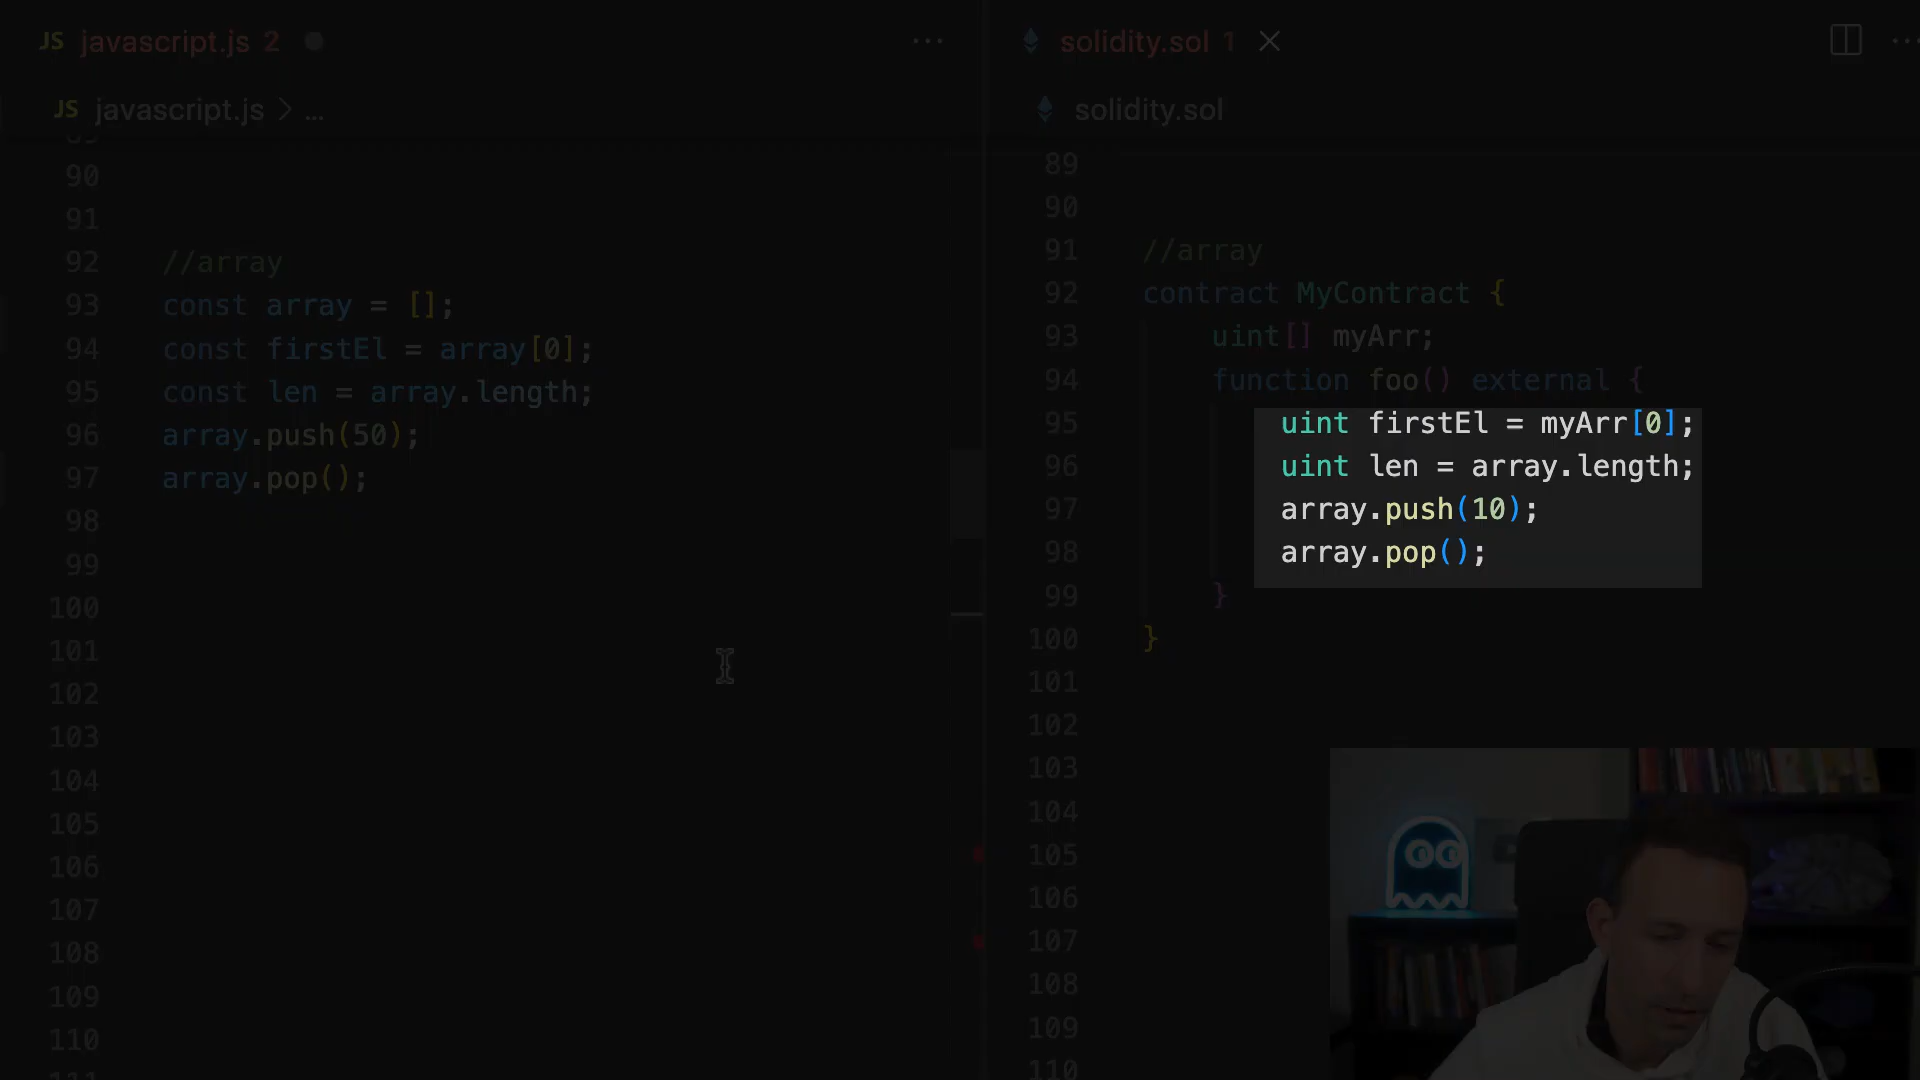 JS javascript.js 2
JS javascript.js > ...
90
91
92 //array
93 const array = [];
94 const firstEl = array[0];
95 const len = array.length;
96 array.push(50);
97 array.pop();
98
99
100
101
102
103
104
105
106
107
108
109
110
solidity.sol 1
solidity.sol
89
90
91 //array
92 contract MyContract {
93 uint[] myArr;
94 function foo() external {
95 uint firstEl = myArr[0];
96 uint len = array.length;
97 array.push(10);
98 array.pop();
99 }
100 }
101
102
103
104
105
106
107
108
109
110